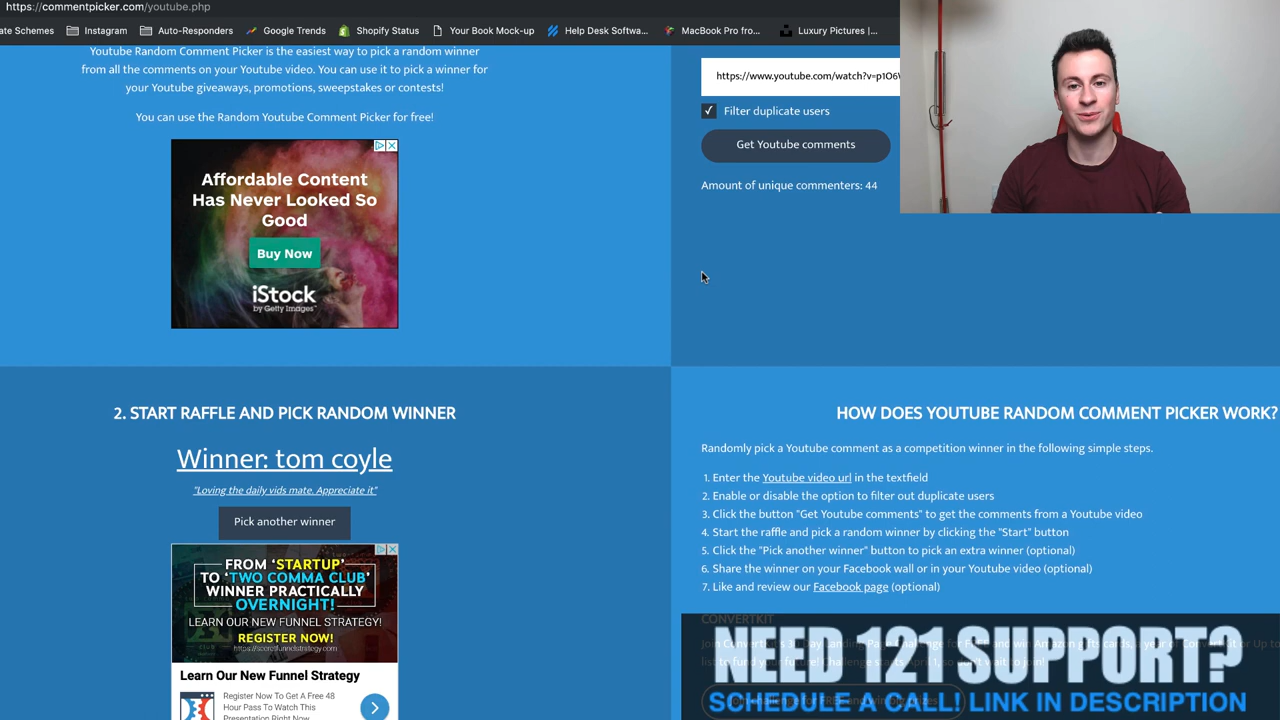 https://commentpicker.com/youtube.php
ate Schemes
Instagram
Auto-Responders
Google Trends
Shopify Status
Your Book Mock-up
Help Desk Softwa...
MacBook Pro fro...
Luxury Pictures |...
Youtube Random Comment Picker is the easiest way to pick a random winner
from all the comments on your Youtube video. You can use it to pick a winner for
your Youtube giveaways, promotions, sweepstakes or contests!
You can use the Random Youtube Comment Picker for free!
Affordable Content
Has Never Looked So
Good
Buy Now
iStock
by Getty Images™
https://www.youtube.com/watch?v=p1O6
Filter duplicate users
Get Youtube comments
Amount of unique commenters: 44
2. START RAFFLE AND PICK RANDOM WINNER
Winner: tom coyle
"Loving the daily vids mate. Appreciate it"
Pick another winner
FROM 'STARTUP'
TO 'TWO COMMA CLUB'
WINNER PRACTICALLY
OVERNIGHT!
LEARN OUR NEW FUNNEL STRATEGY!
REGISTER NOW!
https://secretfunnelstrategy.com
Learn Our New Funnel Strategy
Register Now To Get A Free 48
Hour Pass To Watch This
Presentation Right Now
HOW DOES YOUTUBE RANDOM COMMENT PICKER WORK?
Randomly pick a Youtube comment as a competition winner in the following simple steps.
1. Enter the Youtube video url in the textfield
2. Enable or disable the option to filter out duplicate users
3. Click the button "Get Youtube comments" to get the comments from a Youtube video
4. Start the raffle and pick a random winner by clicking the "Start" button
5. Click the "Pick another winner" button to pick an extra winner (optional)
6. Share the winner on your Facebook wall or in your Youtube video (optional)
7. Like and review our Facebook page (optional)
CONVERTKIT
NEED 121 SUPPORT?
SCHEDULE A CALL! LINK IN DESCRIPTION